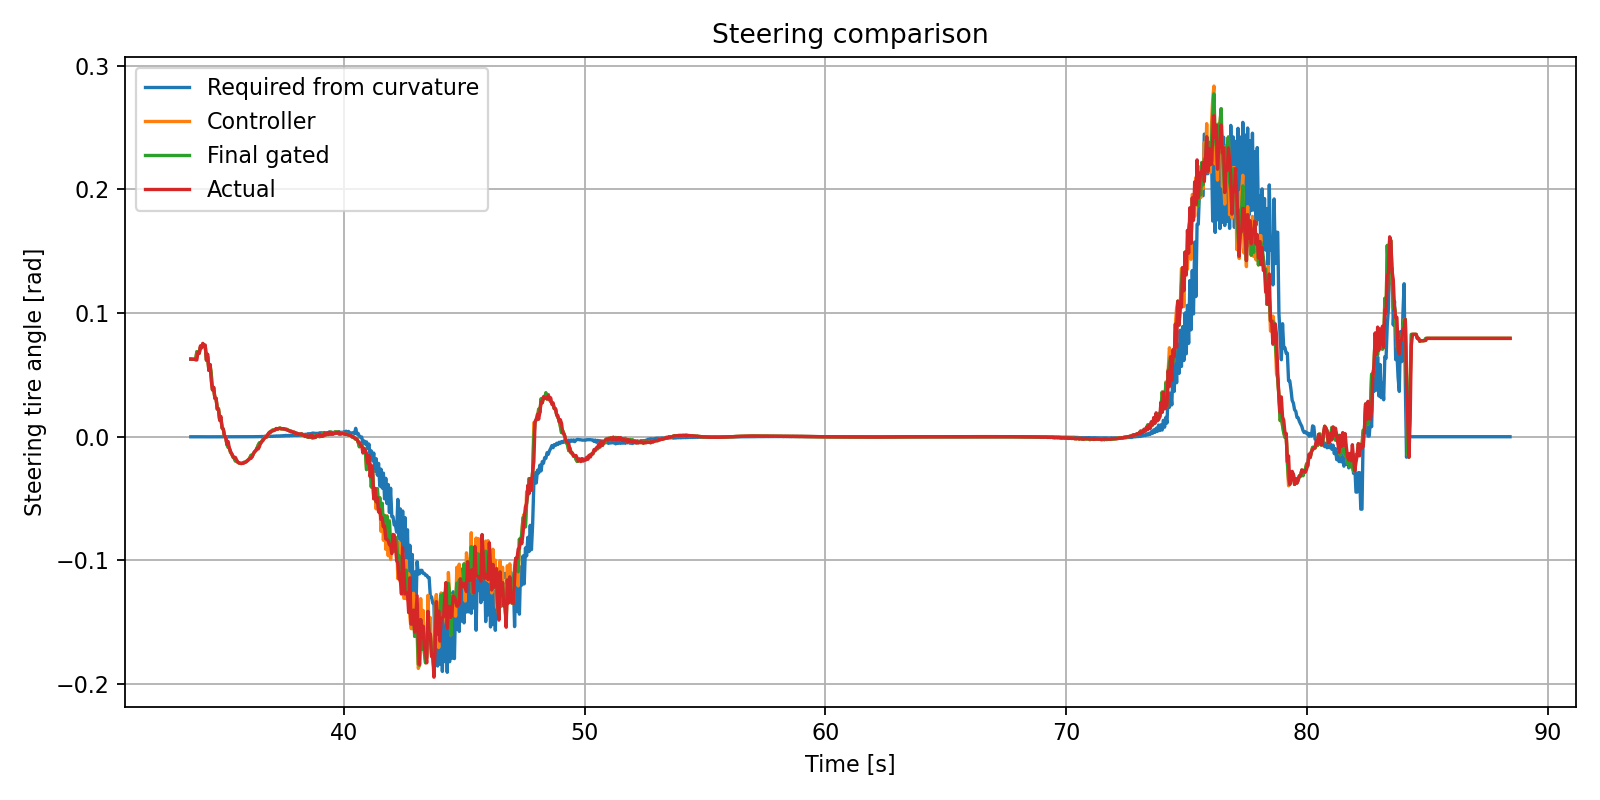 Steering comparison
Required from curvature
Controller
Final gated
Actual
Steering tire angle [rad]
0.3
0.2
0.1
0.0
−0.1
−0.2
40 50 60 70 80 90
Time [s]